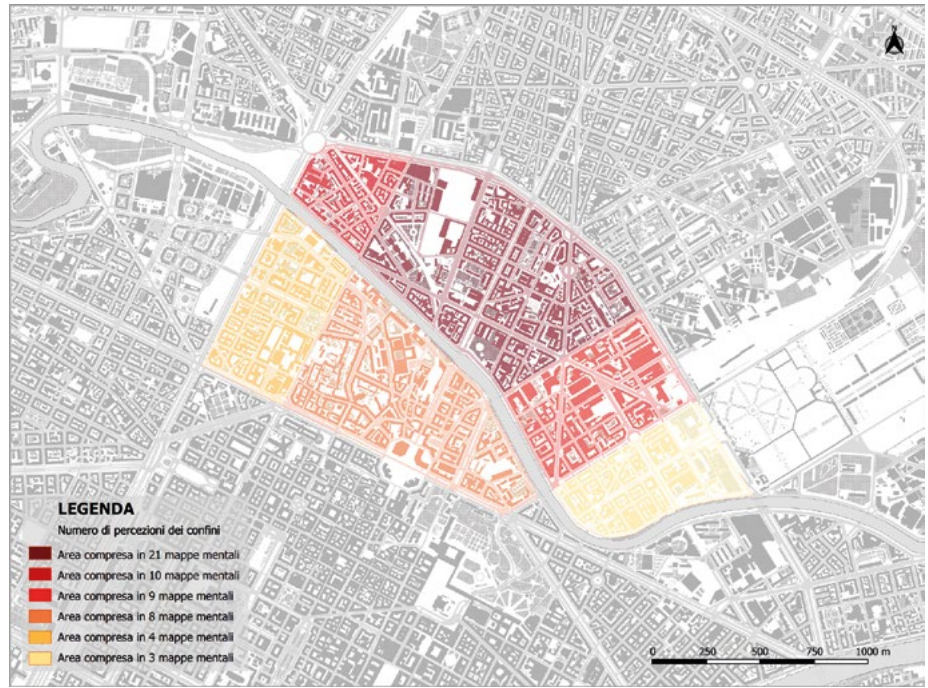 N
LEGENDA
Numero di percezioni dei confini
Area compresa in 21 mappe mentali
Area compresa in 10 mappe mentali
Area compresa in 9 mappe mentali
Area compresa in 8 mappe mentali
Area compresa in 4 mappe mentali
Area compresa in 3 mappe mentali
0 250 500 750 1000 m